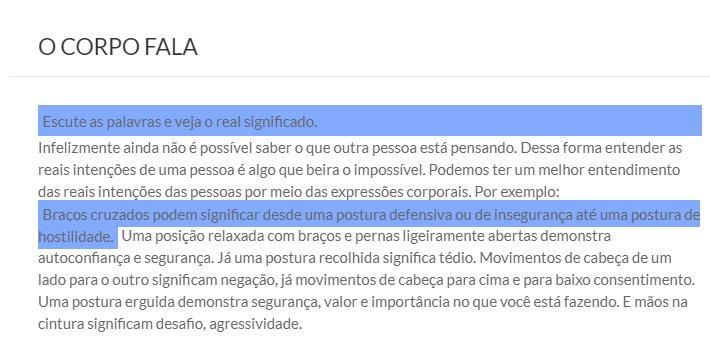 O CORPO FALA
Escute as palavras e veja o real significado.
Infelizmente ainda não é possível saber o que outra pessoa está pensando. Dessa forma entender as
reais intenções de uma pessoa é algo que beira o impossível. Podemos ter um melhor entendimento
das reais intenções das pessoas por meio das expressões corporais. Por exemplo:
Braços cruzados podem significar desde uma postura defensiva ou de insegurança até uma postura de
hostilidade. Uma posição relaxada com braços e pernas ligeiramente abertas demonstra
autoconfiança e segurança. Já uma postura recolhida significa tédio. Movimentos de cabeça de um
lado para o outro significam negação, já movimentos de cabeça para cima e para baixo consentimento.
Uma postura erguida demonstra segurança, valor e importância no que você está fazendo. E mãos na
cintura significam desafio, agressividade.